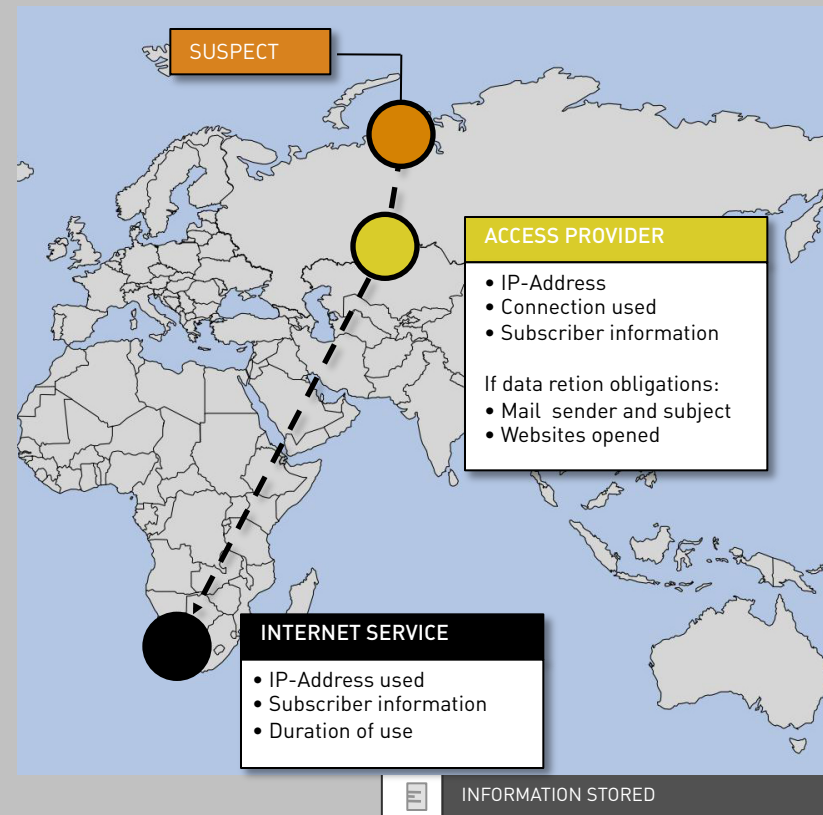 SUSPECT
ACCESS PROVIDER
• IP-Address
• Connection used
• Subscriber information
If data retion obligations:
• Mail sender and subject
• Websites opened
INTERNET SERVICE
• IP-Address used
• Subscriber information
• Duration of use
INFORMATION STORED